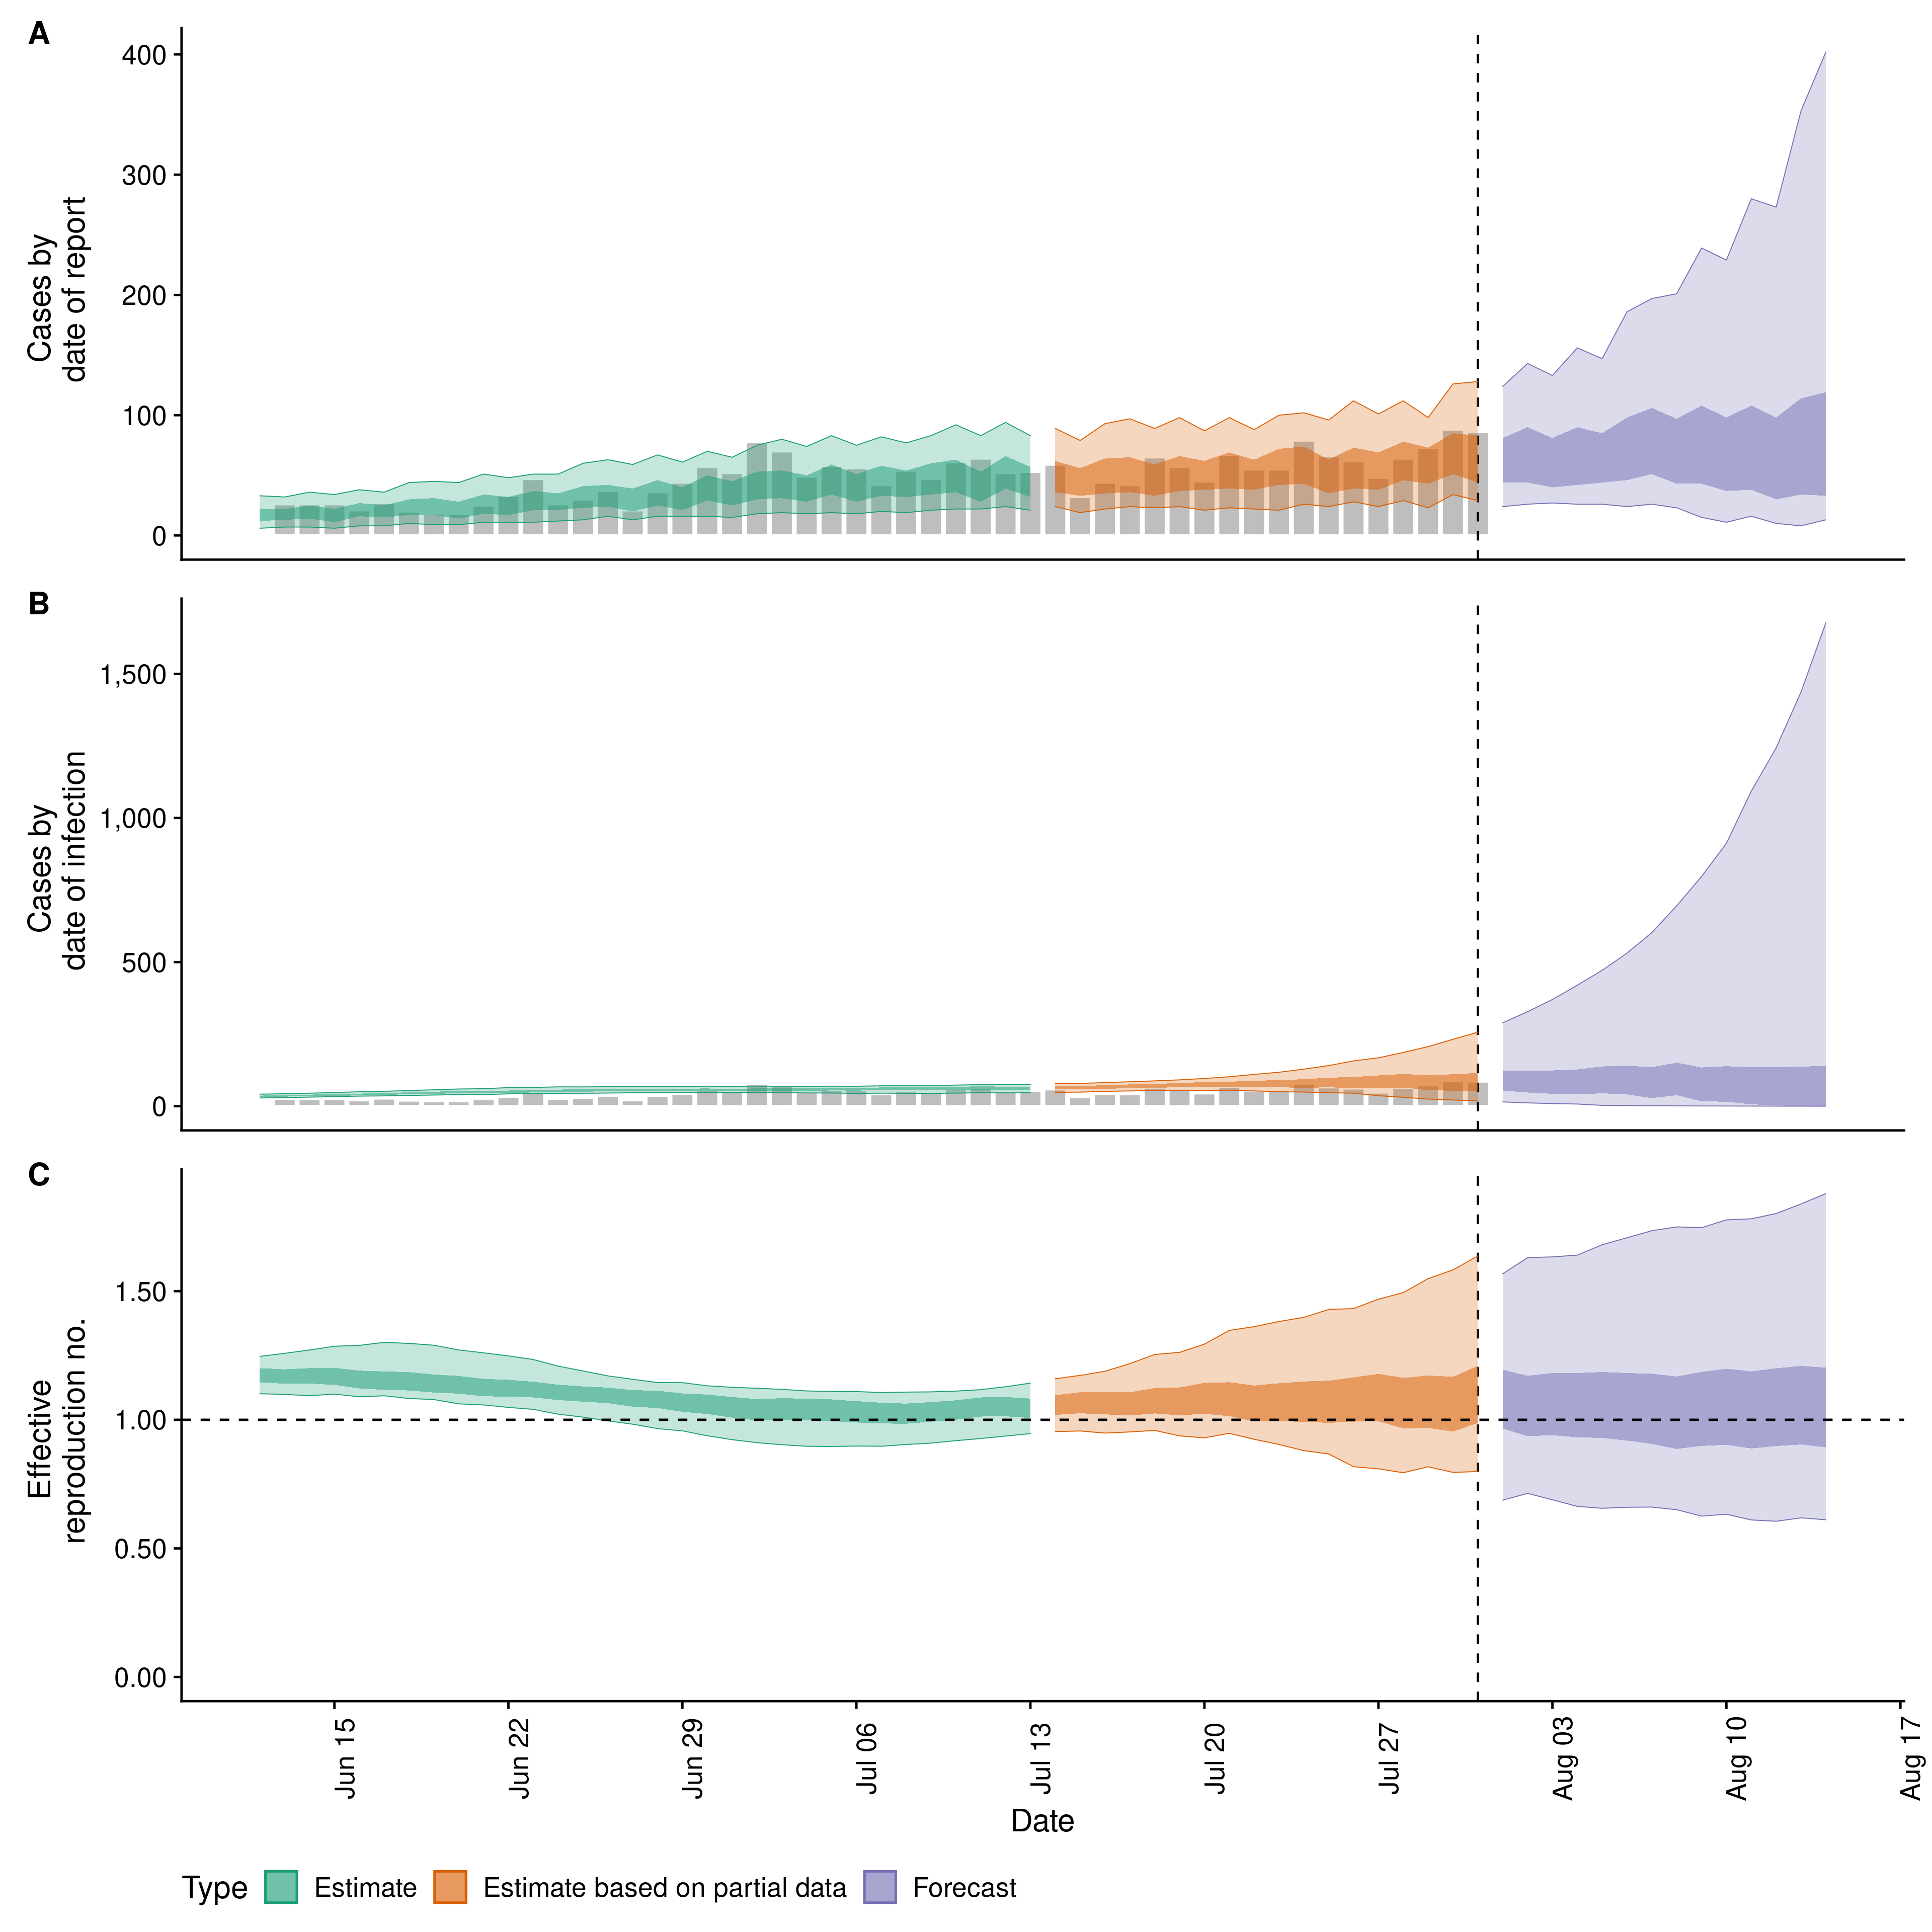 A
400
300
200
100
0
Cases by
date of report
B
1,500
1,000
500
0
Cases by
date of infection
C
1.50
1.00
0.50
0.00
Effective
reproduction no.
Jun 15
Jun 22
Jun 29
Jul 06
Jul 13
Jul 20
Jul 27
Aug 03
Aug 10
Aug 17
Date
Type Estimate Estimate based on partial data Forecast